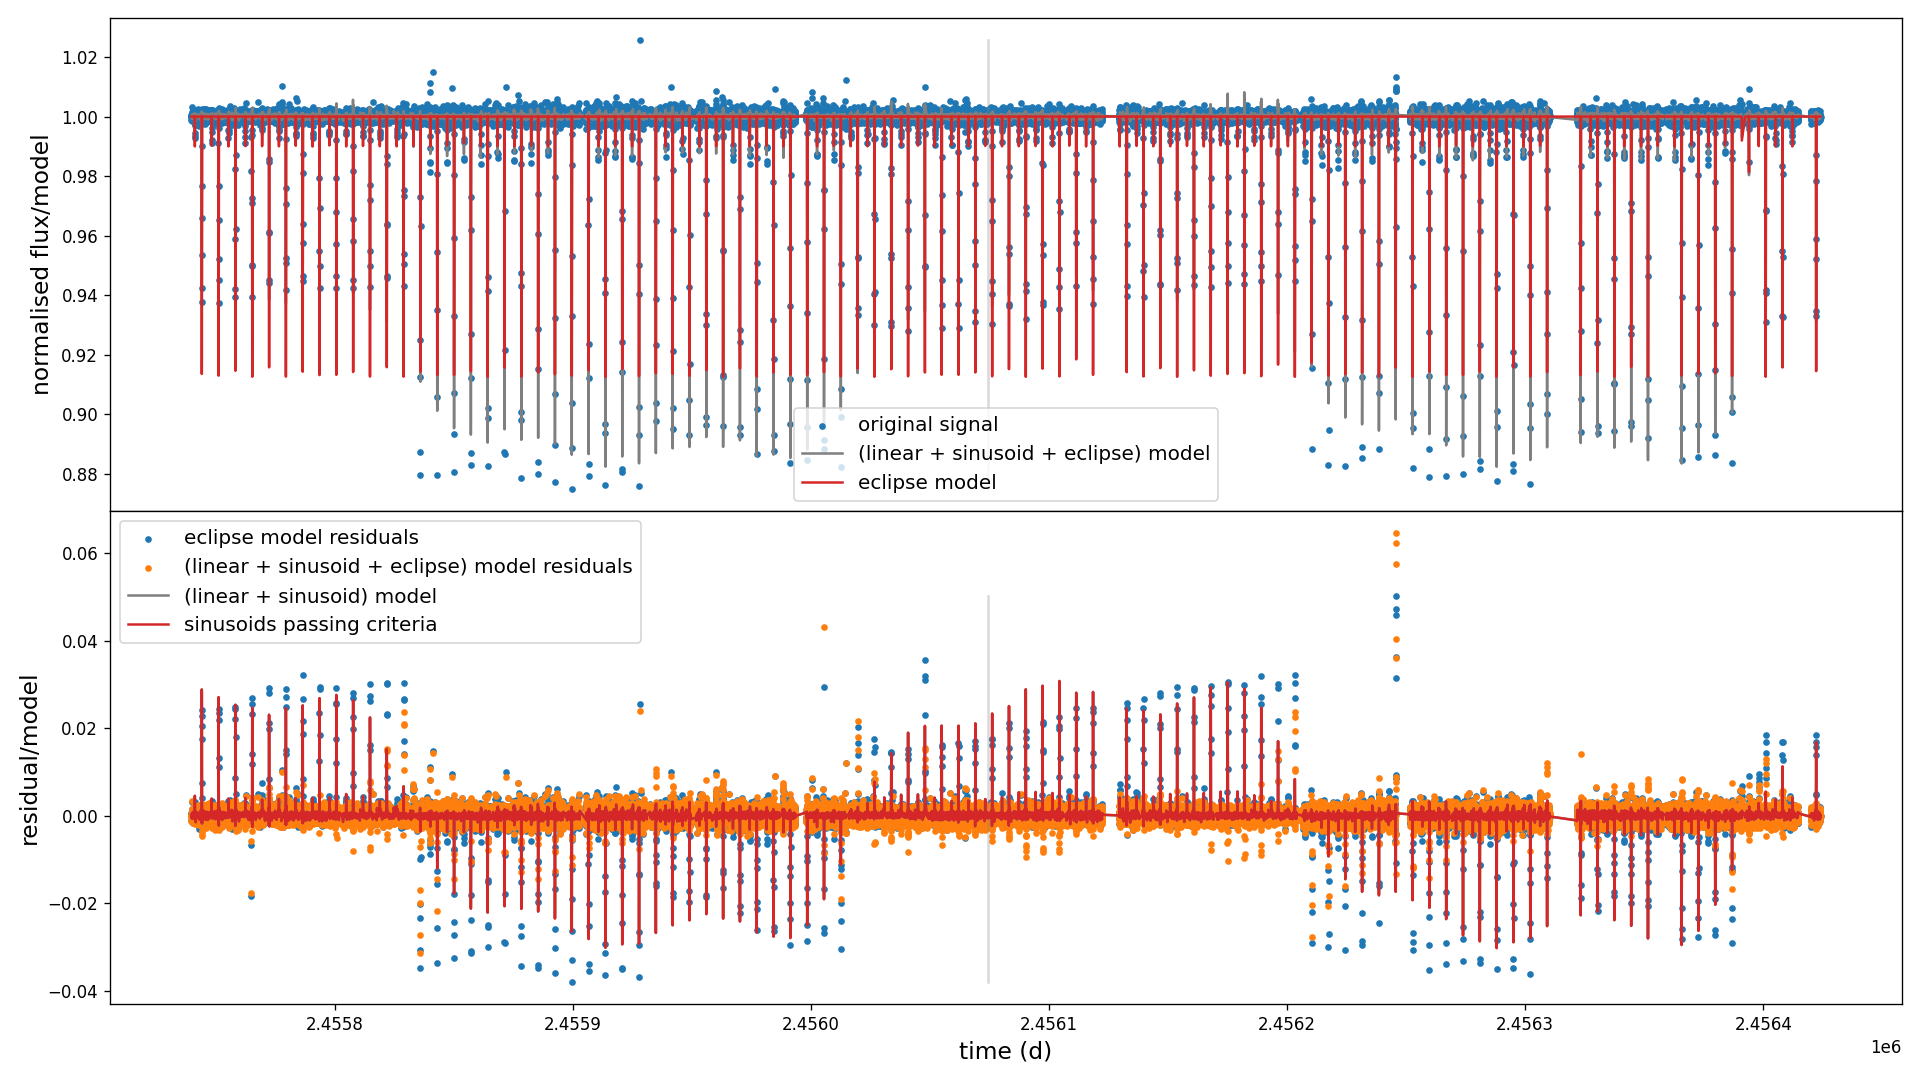 normalised flux/model
1.02
1.00
0.98
0.96
0.94
0.92
0.90
0.88
original signal
(linear + sinusoid + eclipse) model
eclipse model
residual/model
0.06
0.04
0.02
0.00
−0.02
−0.04
eclipse model residuals
(linear + sinusoid + eclipse) model residuals
(linear + sinusoid) model
sinusoids passing criteria
2.4558 2.4559 2.4560 2.4561 2.4562 2.4563 2.4564
1e6
time (d)